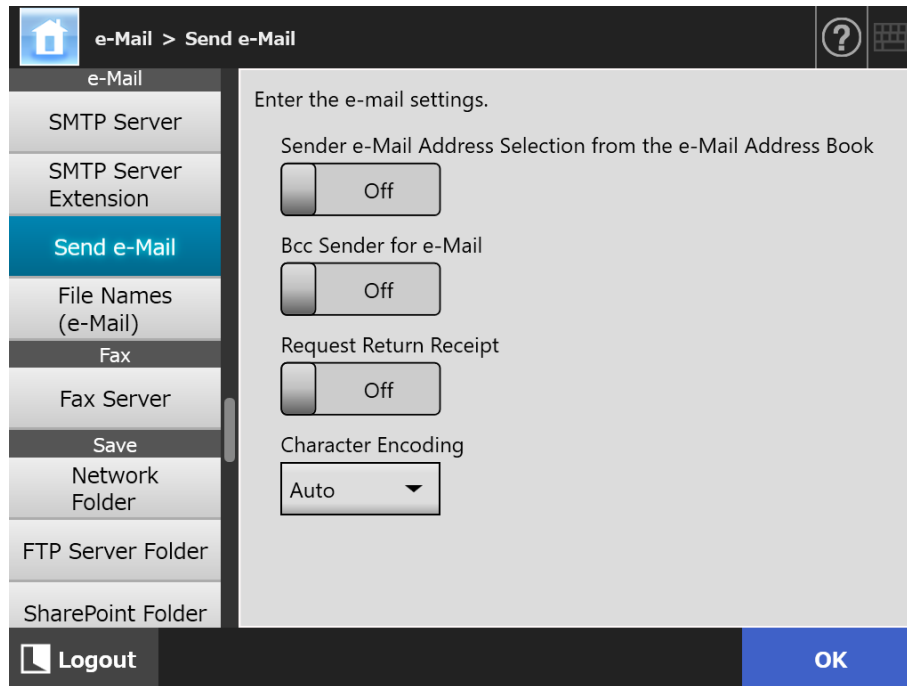 e-Mail > Send e-Mail
?
e-Mail
SMTP Server
SMTP Server
Extension
Send e-Mail
File Names
(e-Mail)
Fax
Fax Server
Save
Network
Folder
FTP Server Folder
SharePoint Folder
Enter the e-mail settings.
Sender e-Mail Address Selection from the e-Mail Address Book
Off
Bcc Sender for e-Mail
Off
Request Return Receipt
Off
Character Encoding
Auto
Logout
OK